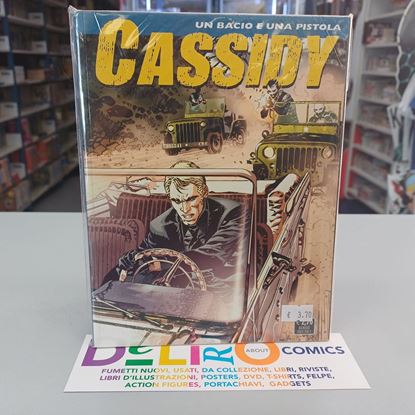 UN BACIO E UNA PISTOLA
CASSIDY
€ 3,70
DELIRO ABOUT COMICS
FUMETTI NUOVI, USATI, DA COLLEZIONE, LIBRI, RIVISTE,
LIBRI D'ILLUSTRAZIONI, POSTERS, DVD, T-SHIRTS, FELPE,
ACTION FIGURES, PORTACHIAVI, GADGETS